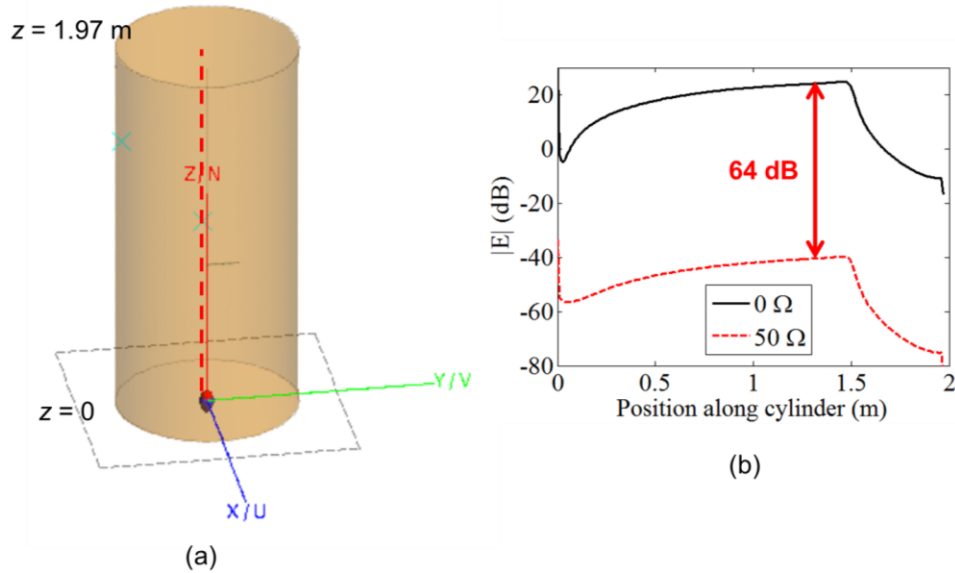 z = 1.97 m
Z/N
z = 0
Y/V
X/U
(a)
|E| (dB)
20
0
-20
-40
-60
-80
64 dB
0 Ω
50 Ω
0
0.5
1
1.5
2
Position along cylinder (m)
(b)